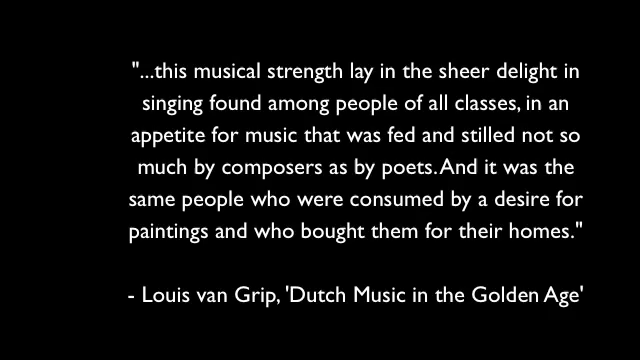 "...this musical strength lay in the sheer delight in
singing found among people of all classes, in an
appetite for music that was fed and stilled not so
much by composers as by poets. And it was the
same people who were consumed by a desire for
paintings and who bought them for their homes."
- Louis van Grip, 'Dutch Music in the Golden Age'